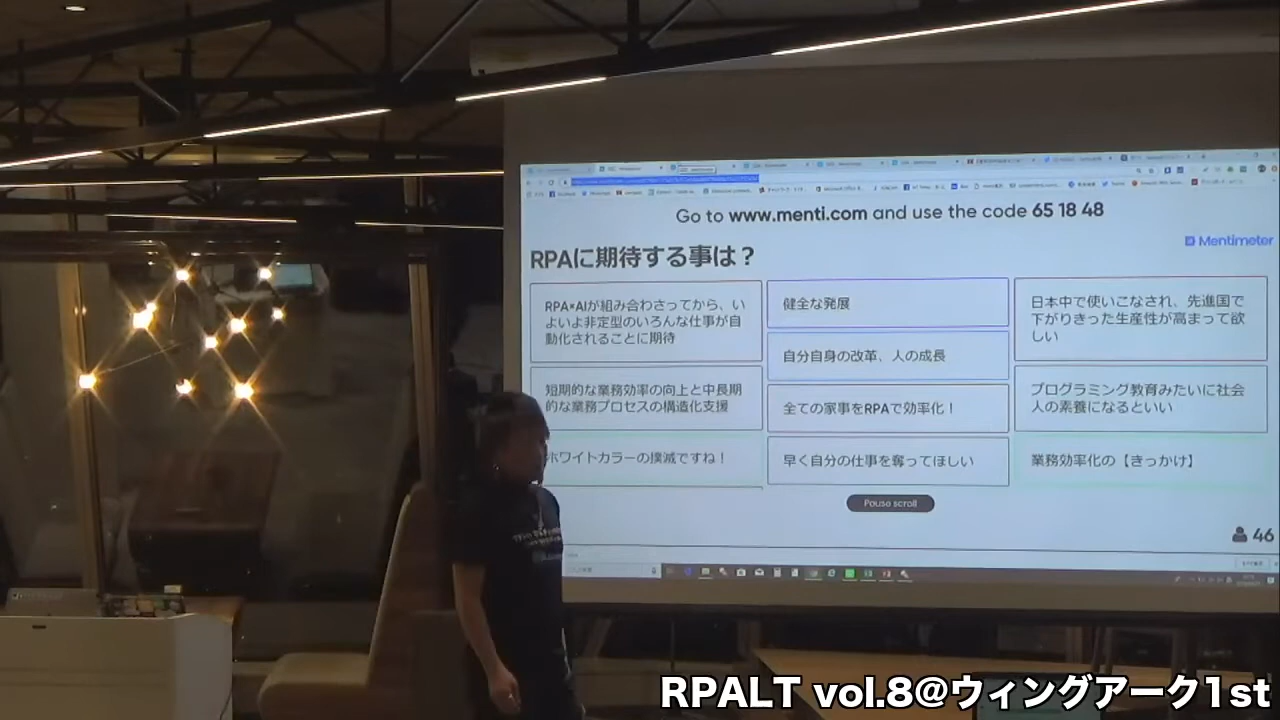 Go to www.menti.com and use the code 65 18 48
Mentimeter
RPAに期待する事は？
RPA×AIが組み合わさってから、い
よいよ非定型のいろんな仕事が自
動化されることに期待
短期的な業務効率の向上と中長期
的な業務プロセスの構造化支援
ホワイトカラーの撲滅ですね！
健全な発展
自分自身の改革、人の成長
全ての家事をRPAで効率化！
早く自分の仕事を奪ってほしい
日本中で使いこなされ、先進国で
下がりきった生産性が高まって欲
しい
プログラミング教育みたいに社会
人の素養になるといい
業務効率化の【きっかけ】
Pause scroll
46
RPALT vol.8@ウィングアーク1st